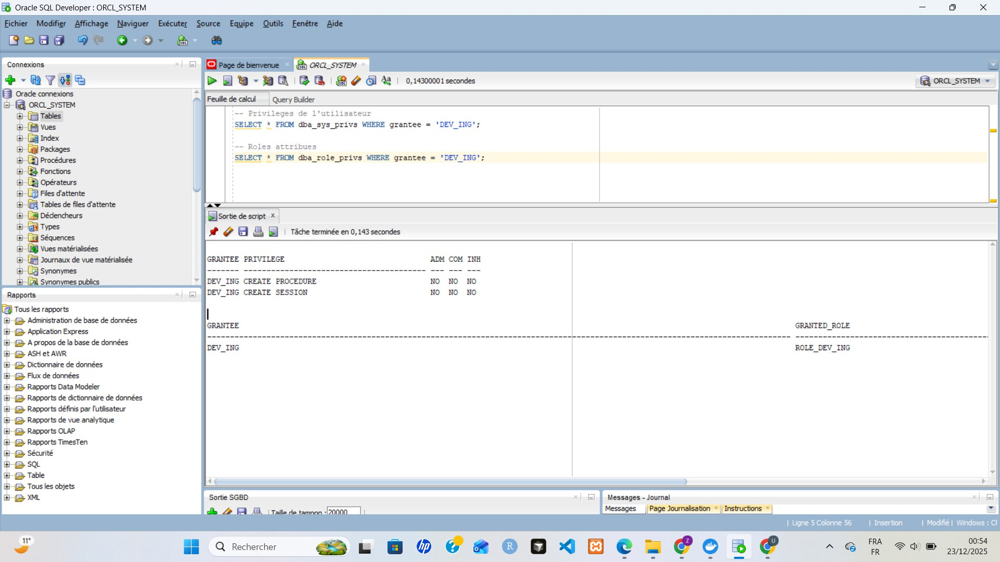 Oracle SQL Developer : ORCL_SYSTEM
Fichier Modifier Affichage Naviguer Exécuter Source Equipe Outils Fenêtre Aide
Connexions
Oracle connexions
ORCL_SYSTEM
Tables
Vues
Index
Packages
Procédures
Fonctions
Opérateurs
Files d'attente
Tables de files d'attente
Déclencheurs
Types
Séquences
Vues matérialisées
Journaux de vue matérialisée
Synonymes
Synonymes publics
Rapports
Tous les rapports
Administration de base de données
Application Express
A propos de la base de données
ASH et AWR
Dictionnaire de données
Flux de données
Rapports Data Modeler
Rapports de dictionnaire de données
Rapports définis par l'utilisateur
Rapports de vue analytique
Rapports OLAP
Rapports TimesTen
Sécurité
SQL
Table
Tous les objets
XML
Page de bienvenue ORCL_SYSTEM
0,14300001 secondes
ORCL_SYSTEM
Feuille de calcul Query Builder
-- Privileges de l'utilisateur
SELECT * FROM dba_sys_privs WHERE grantee = 'DEV_ING';
-- Roles attribues
SELECT * FROM dba_role_privs WHERE grantee = 'DEV_ING';
Sortie de script
Tâche terminée en 0,143 secondes
GRANTEE PRIVILEGE ADM COM INH
------- ---------------------------------------- --- --- ---
DEV_ING CREATE PROCEDURE NO NO NO
DEV_ING CREATE SESSION NO NO NO
GRANTEE GRANTED_ROLE
DEV_ING ROLE_DEV_ING
Sortie SGBD
Taille de tampon : 20000
Messages - Journal
Messages Page Journalisation Instructions
Ligne 5 Colonne 56 | Insertion | Modifié | Windows : CF
11°
Rechercher
FRA
FR
00:54
23/12/2025